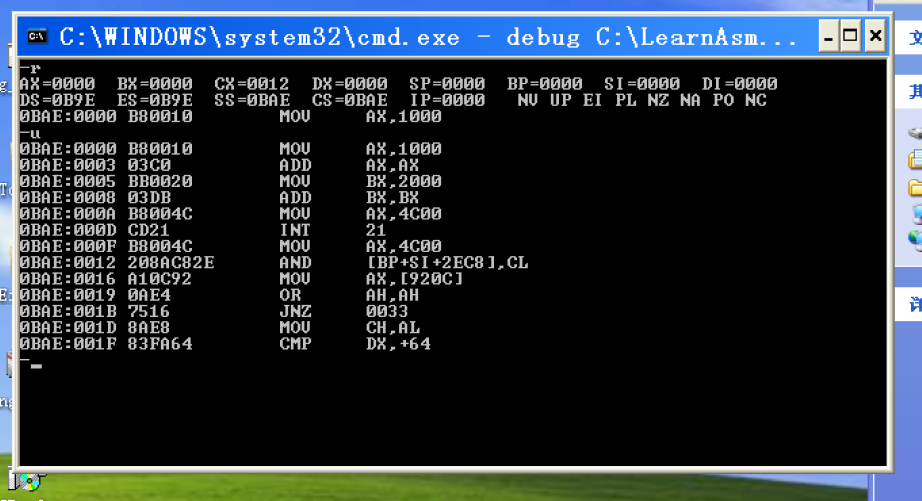 C:\WINDOWS\system32\cmd.exe - debug C:\LearnAsm...
-r
AX=0000 BX=0000 CX=0012 DX=0000 SP=0000 BP=0000 SI=0000 DI=0000
DS=0B9E ES=0B9E SS=0BAE CS=0BAE IP=0000 NV UP EI PL NZ NA PO NC
0BAE:0000 B80010 MOV AX,1000
-u
0BAE:0000 B80010 MOV AX,1000
0BAE:0003 03C0 ADD AX,AX
0BAE:0005 BB0020 MOV BX,2000
0BAE:0008 03DB ADD BX,BX
0BAE:000A B8004C MOV AX,4C00
0BAE:000D CD21 INT 21
0BAE:000F B8004C MOV AX,4C00
0BAE:0012 208AC82E AND [BP+SI+2EC8],CL
0BAE:0016 A10C92 MOV AX,[920C]
0BAE:0019 0AE4 OR AH,AH
0BAE:001B 7516 JNZ 0033
0BAE:001D 8AE8 MOV CH,AL
0BAE:001F 83FA64 CMP DX,+64
-